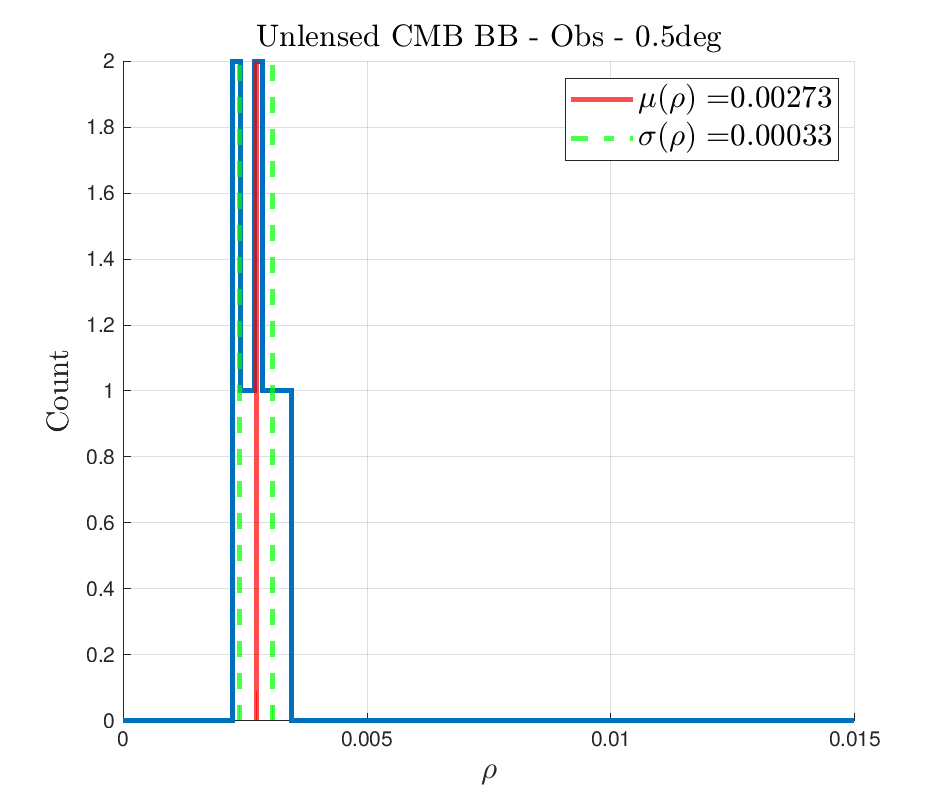 Unlensed CMB BB - Obs - 0.5deg
μ(ρ) =0.00273
σ(ρ) =0.00033
2
1.8
1.6
1.4
1.2
1
0.8
0.6
0.4
0.2
0
Count
0 0.005 0.01 0.015
ρ